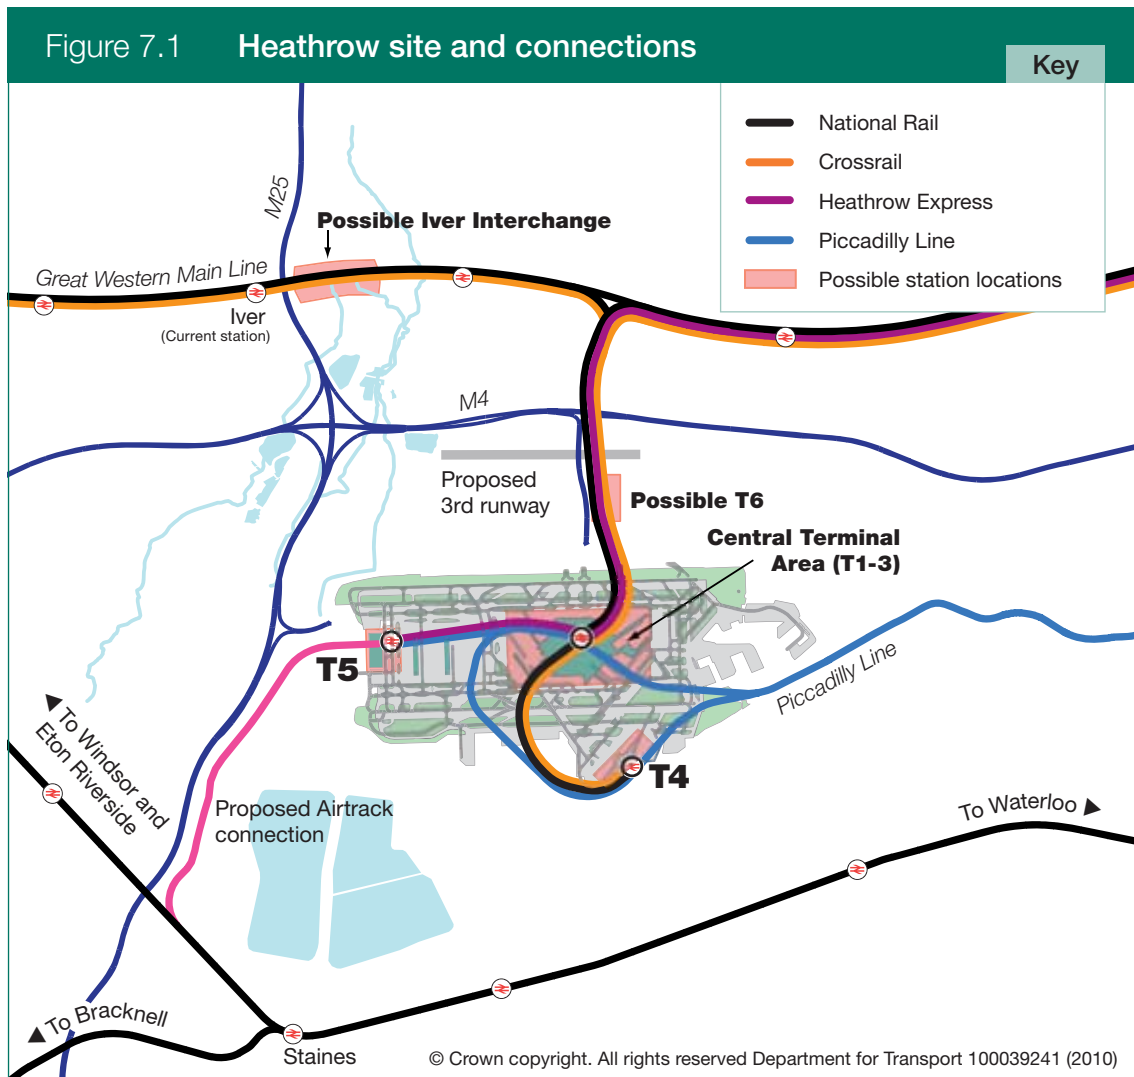 Figure 7.1 Heathrow site and connections
Key
National Rail
Crossrail
Heathrow Express
Piccadilly Line
Possible station locations
M25
Possible Iver Interchange
Great Western Main Line
Iver
(Current station)
M4
Proposed
3rd runway
Possible T6
Central Terminal
Area (T1-3)
T5
Piccadilly Line
T4
To Windsor and
Eton Riverside
Proposed Airtrack
connection
To Waterloo
To Bracknell
Staines
© Crown copyright. All rights reserved Department for Transport 100039241 (2010)